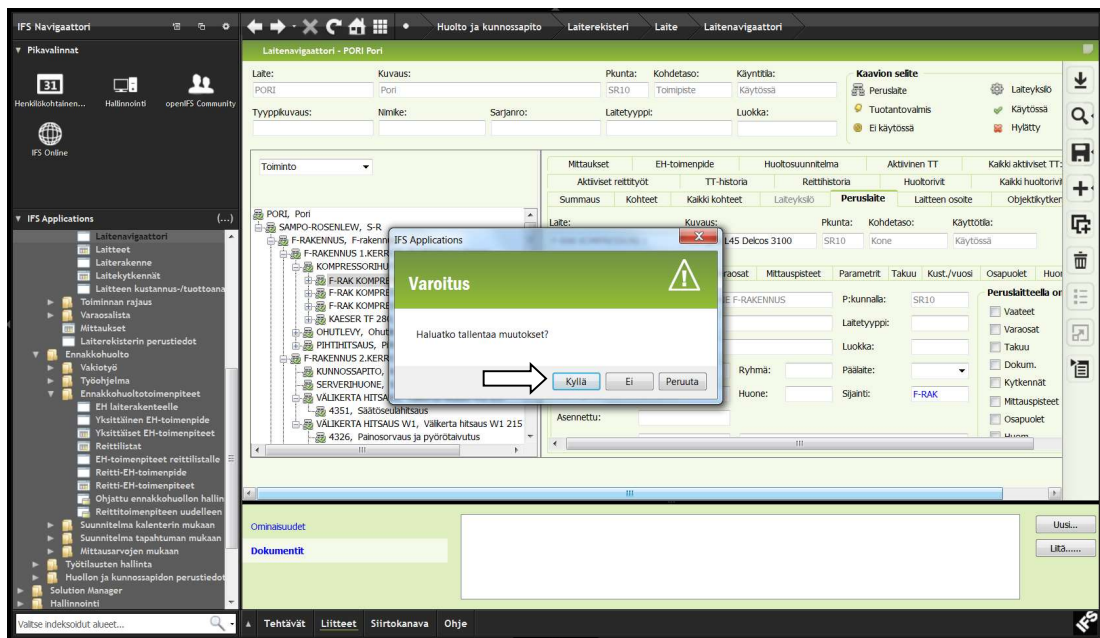 IFS Navigaattori
Huolto ja kunnossapito Laiterekisteri Laite Laitenavigaattori
Pikavalinnat
31
Henkilökohtainen... Hallinnointi openIFS Community
IFS Online
IFS Applications (...)
Laitenavigaattori
Laitteet
Laiterakenne
Laitekytkennät
Laitteen kustannus-/tuottoana
Toiminnan rajaus
Varaosalista
Mittaukset
Laiterekisterin perustiedot
Ennakkohuolto
Vakiotyö
Työohjelma
Ennakkohuoltotoimenpiteet
EH laiterakenteelle
Yksittäinen EH-toimenpide
Yksittäiset EH-toimenpiteet
Reittilistat
EH-toimenpiteet reittilistalle
Reitti-EH-toimenpide
Reitti-EH-toimenpiteet
Ohjattu ennakkohuollon hallin
Reittitoimenpiteen uudelleen
Suunnitelma kalenterin mukaan
Suunnitelma tapahtuman mukaan
Mittausarvojen mukaan
Työtilausten hallinta
Huollon ja kunnossapidon perustiedot
Solution Manager
Hallinnointi
Valitse indeksoidut alueet...
Laitenavigaattori - PORI Pori
Laite: Kuvaus: Pkunta: Kohdetaso: Käyntitila:
PORI Pori SR10 Toimipiste Käytössä
Tyyppikuvaus: Nimike: Sarjanro: Laitetyyppi: Luokka:
Kaavion selite
Peruslaite Laiteyksilö
Tuotantovalmis Käytössä
Ei käytössä Hylätty
Toiminto
PORI, Pori
SAMPO-ROSENLEW, S-R
F-RAKENNUS, F-rakenn
F-RAKENNUS 1.KERR
KOMPRESSORIHU
F-RAK KOMPRE
F-RAK KOMP
F-RAK KOMP
KAESER TF 28
OHUTLEVY, Ohut
PIHTIHITSAUS, Pi
F-RAKENNUS 2.KERR
KUNNOSSAPITO,
SERVERIHUONE,
VÄLIKERTA HITSA
4351, Säätöseulahitsaus
VÄLIKERTA HITSAUS W1, Välikerta hitsaus W1 215
4326, Painosorvaus ja pyörötaivutus
Mittaukset EH-toimenpide Huoltosuunnitelma Aktiivinen TT Kaikki aktiiviset TT:
Aktiiviset reittityöt TT-historia Reittihistoria Huoltorivit Kaikki huoltorivi
Summaus Kohteet Kaikki kohteet Laiteyksilö Peruslaite Laitteen osoite Objektikytken
Laite: Kuvaus: Pkunta: Kohdetaso: Käyttötila:
L45 Delcos 3100 SR10 Kone Käytössä
raosat Mittauspisteet Parametrit Takuu Kust./vuosi Osapuolet Huor
E F-RAKENNUS P:kunnalla: SR10
Laitetyyppi:
Luokka:
Ryhmä: Päälaite:
Huone: Sijainti: F-RAK
Asennettu:
Peruslaitteella or
Vaateet
Varaosat
Takuu
Dokum.
Kytkennät
Mittauspisteet
Osapuolet
Huom
IFS Applications
Varoitus
Haluatko tallentaa muutokset?
Kyllä Ei Peruuta
Ominaisuudet
Dokumentit
Uusi...
Liitä......
Tehtävät Liitteet Siirtokanava Ohje
IFS